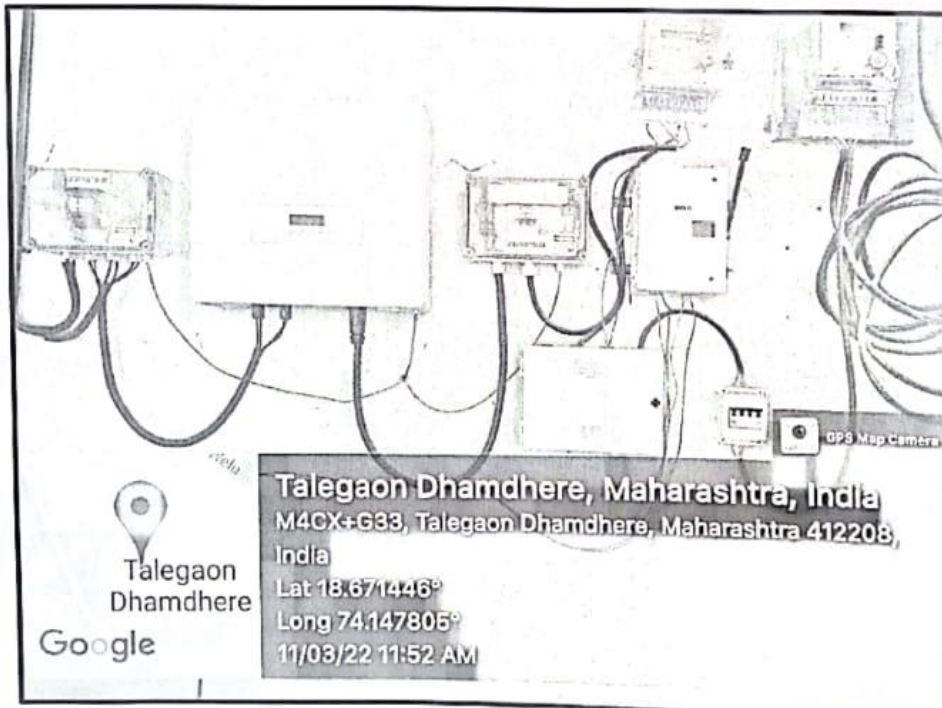 GPS Map Camera
Talegaon Dhamdhere, Maharashtra, India
M4CX+G33, Talegaon Dhamdhere, Maharashtra 412208,
India
Lat 18.671446°
Long 74.147805°
11/03/22 11:52 AM
Talegaon
Dhamdhere
Google